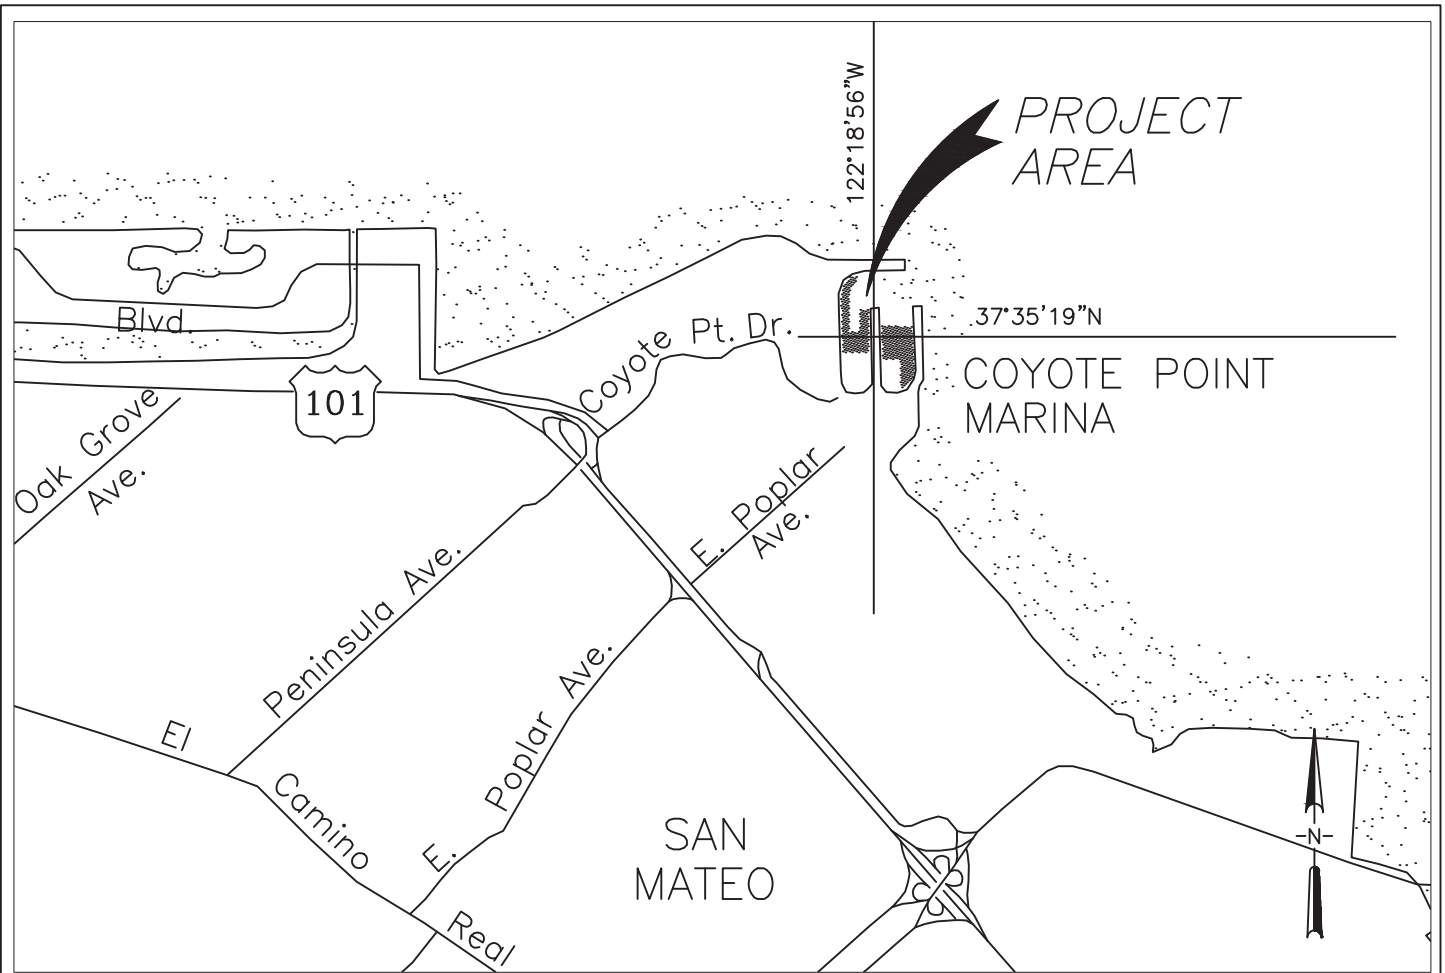 122°18'56"W
PROJECT
AREA
37°35'19"N
COYOTE POINT
MARINA
Blvd.
Coyote Pt. Dr.
101
Oak Grove
Ave.
E. Poplar
Ave.
Peninsula Ave.
E. Poplar Ave.
El Camino Real
SAN
MATEO
-N-